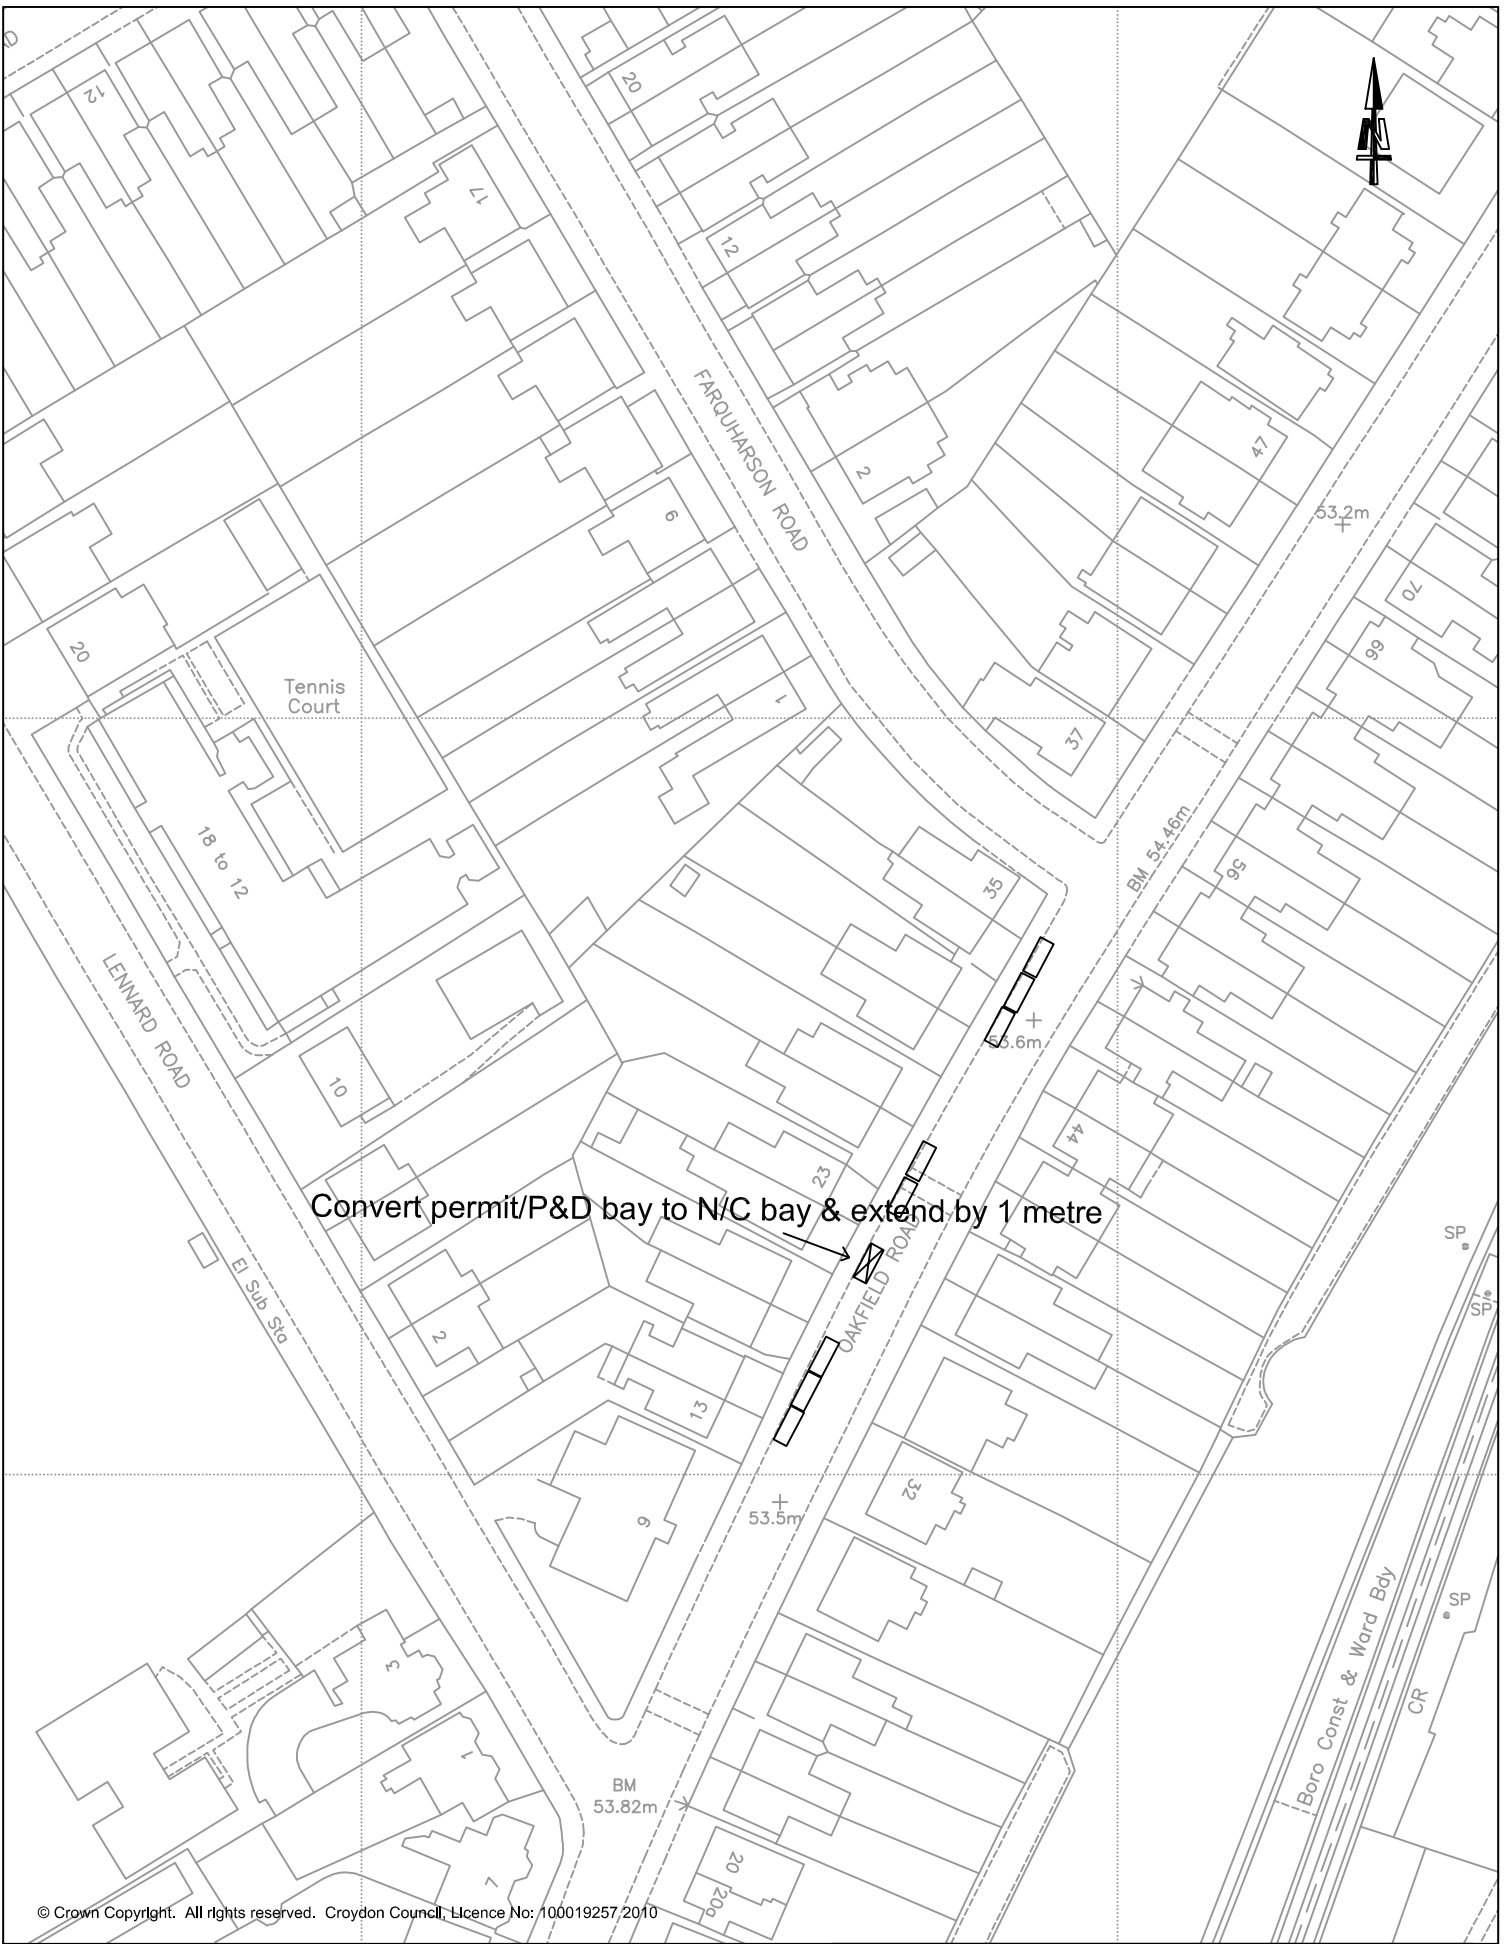 12
20
N
17
12
FARQUHARSON ROAD
2
47
53.2m
9
70
20
66
Tennis
Court
1
37
BM 54.46m
18 to 12
56
35
LENNARD ROAD
53.6m
10
44
23
Convert permit/P&D bay to N/C bay & extend by 1 metre
SP
El Sub Sta
OAKFIELD ROAD
SP
2
13
32
53.5m
9
Boro Const & Ward Bdy
SP
3
CR
1
BM
53.82m
20
20a
7
© Crown Copyright. All rights reserved. Croydon Council, Licence No: 100019257 2010